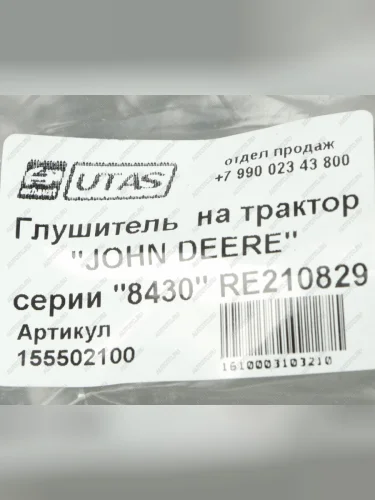 UTAS
отдел продаж
+7 990 023 43 800
Глушитель на трактор
"JOHN DEERE"
серии "8430" RE210829
Артикул
155502100
1610003103210